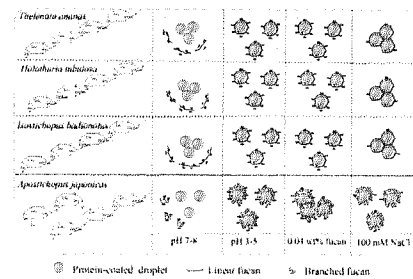 Thelenota ananas
Holothuria tubulosa
Isostichopus badionotus
Apostichopus japonicus
pH 7-8
pH 3-5
0.04 wt% fucan
100 mM NaCl
Protein-coated droplet
Linear fucan
Branched fucan